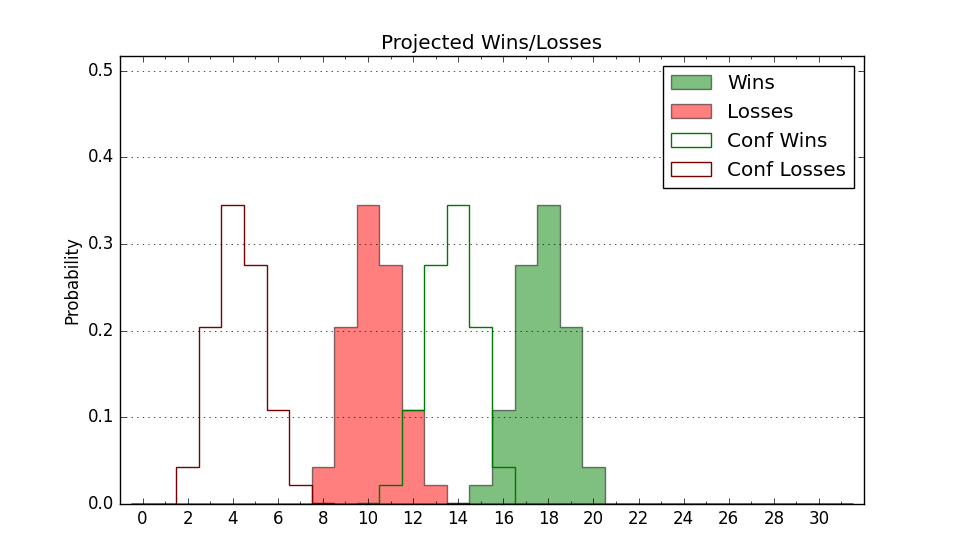 Projected Wins/Losses
Probability
0.5
0.4
0.3
0.2
0.1
0.0
Wins
Losses
Conf Wins
Conf Losses
0 2 4 6 8 10 12 14 16 18 20 22 24 26 28 30